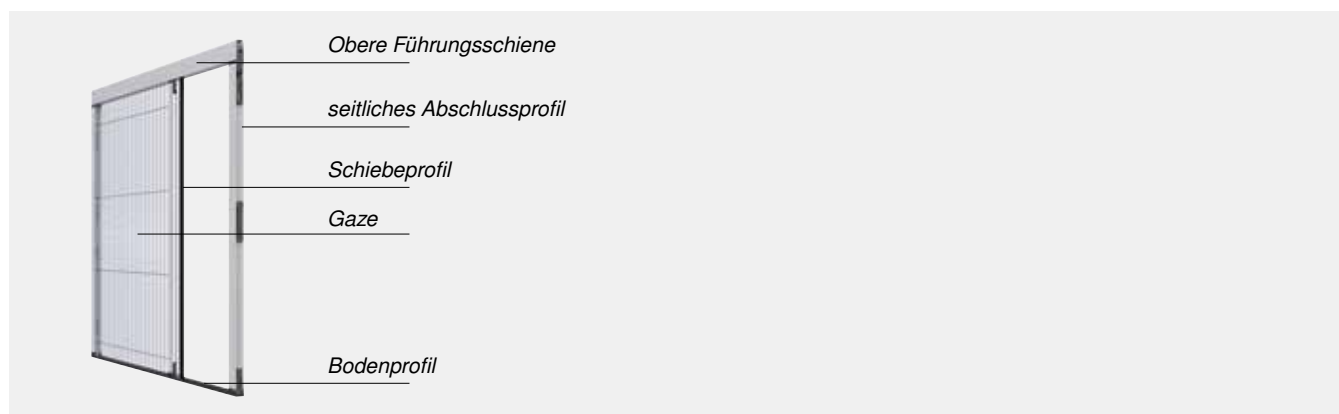 Obere Führungsschiene
seitliches Abschlussprofil
Schiebeprofil
Gaze
Bodenprofil